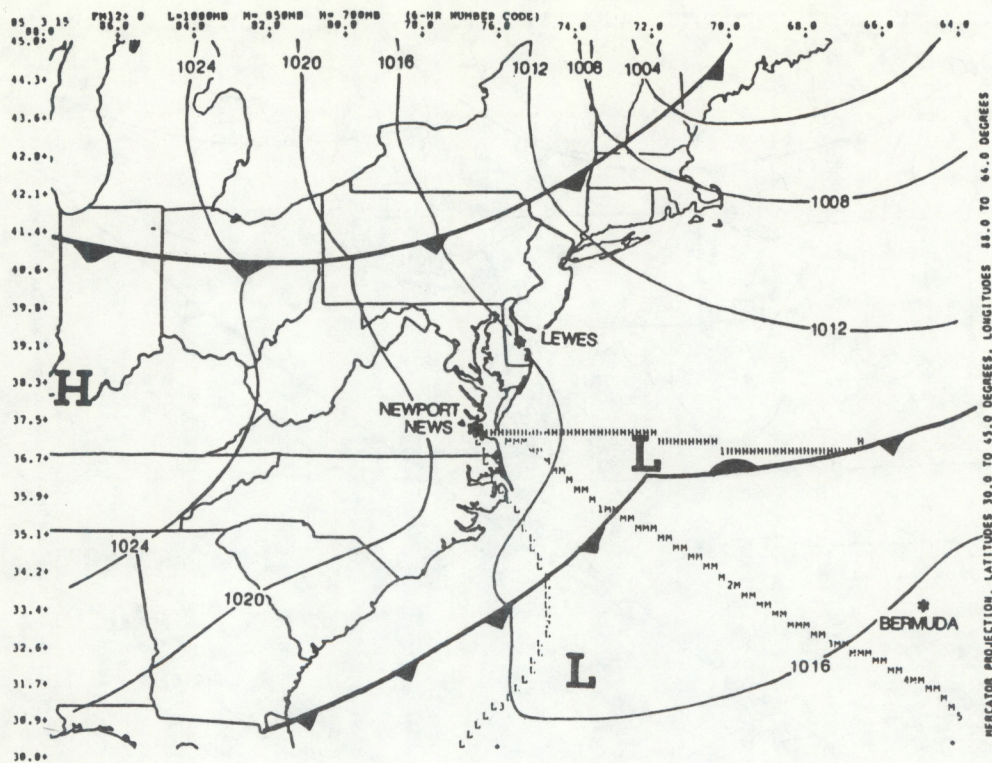 L=1000MB M= 850MB H= 700MB (6-HR NUMBER CODE)
88.0 86.0 84.0 82.0 80.0 78.0 76.0 74.0 72.0 70.0 68.0 66.0 64.0
45.0+
1024 1020 1016 1012 1008 1004
44.3+
43.6+
42.8+
42.1+
1008
41.4+
40.6+
39.8+
1012
39.1+
LEWES
38.3+
H
NEWPORT
NEWS
37.5+
L
36.7+
35.9+
35.1+
1024
34.2+
1020
33.4+
BERMUDA
32.6+
1016
L
31.7+
30.9+
30.0+
MERCATOR PROJECTION, LATITUDES 30.0 TO 45.0 DEGREES, LONGITUDES 88.0 TO 64.0 DEGREES